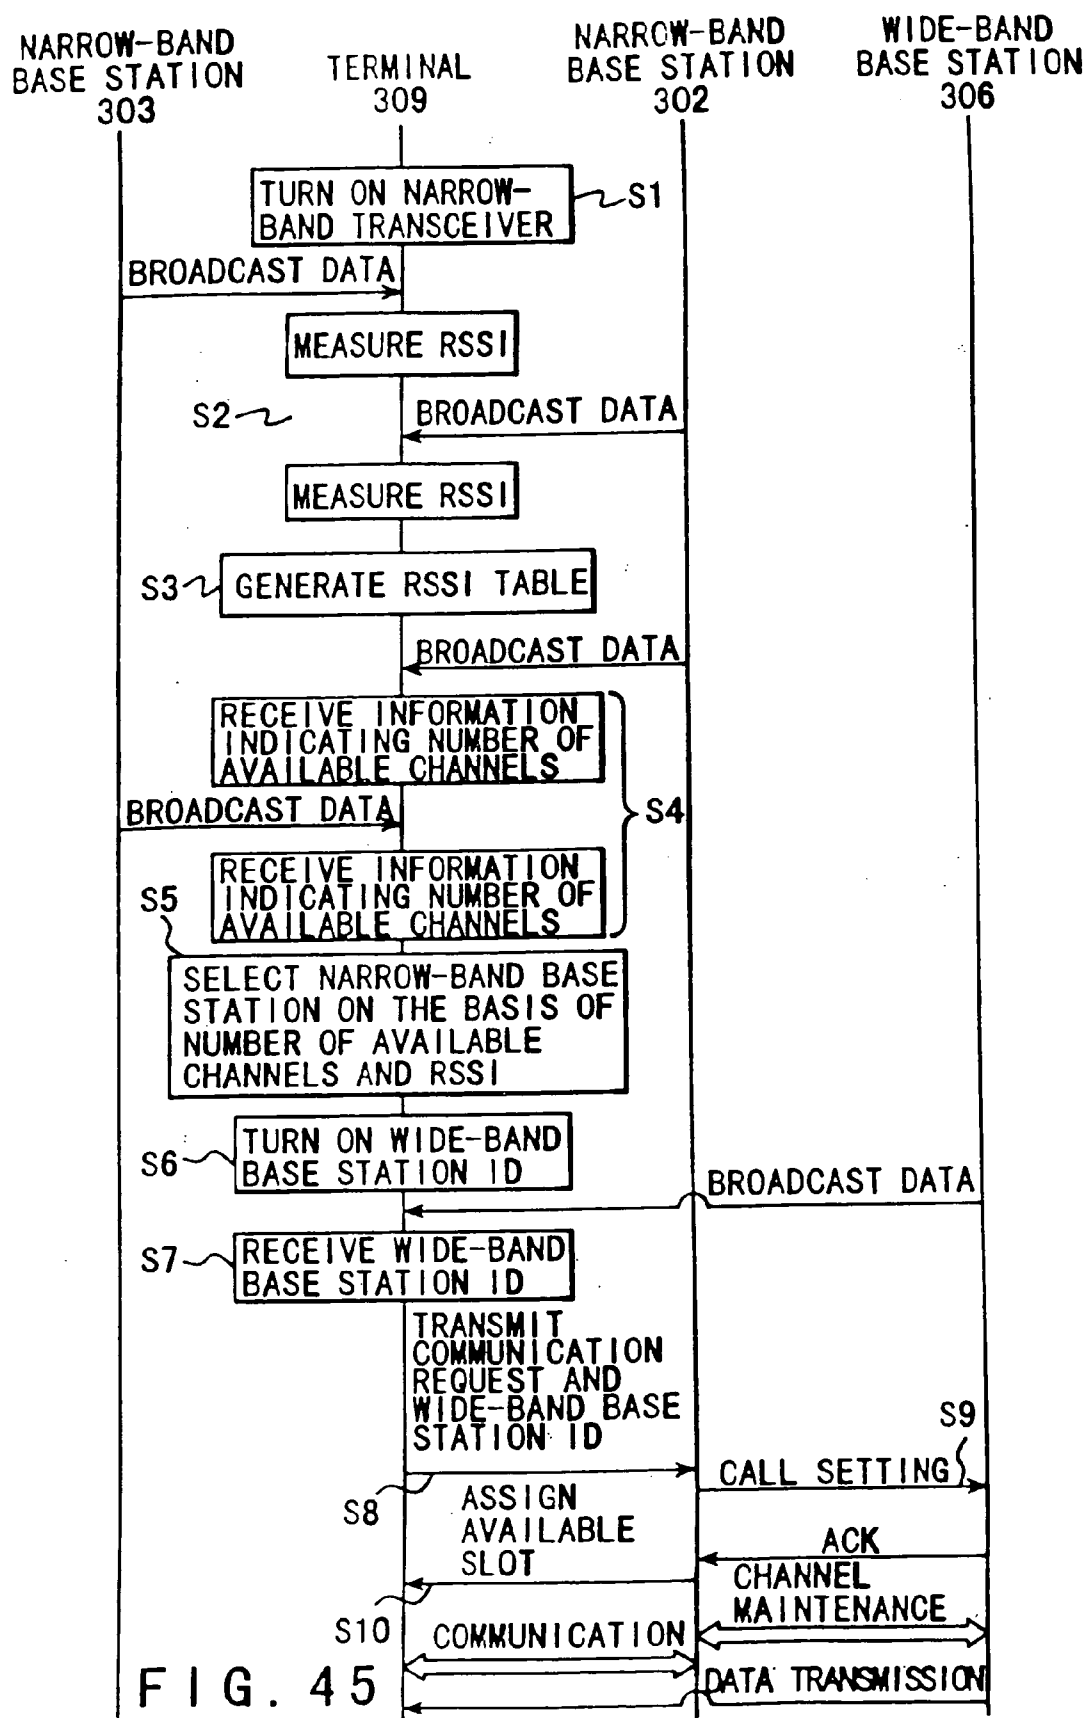 NARROW-BAND
BASE STATION
303
TERMINAL
309
NARROW-BAND
BASE STATION
302
WIDE-BAND
BASE STATION
306
TURN ON NARROW-
BAND TRANSCEIVER
S1
BROADCAST DATA
MEASURE RSSI
S2
BROADCAST DATA
MEASURE RSSI
S3
GENERATE RSSI TABLE
BROADCAST DATA
RECEIVE INFORMATION
INDICATING NUMBER OF
AVAILABLE CHANNELS
BROADCAST DATA
S4
RECEIVE INFORMATION
INDICATING NUMBER OF
AVAILABLE CHANNELS
S5
SELECT NARROW-BAND BASE
STATION ON THE BASIS OF
NUMBER OF AVAILABLE
CHANNELS AND RSSI
S6
TURN ON WIDE-BAND
BASE STATION ID
BROADCAST DATA
S7
RECEIVE WIDE-BAND
BASE STATION ID
TRANSMIT
COMMUNICATION
REQUEST AND
WIDE-BAND BASE
STATION ID
S9
CALL SETTING
S8
ASSIGN
AVAILABLE
SLOT
ACK
CHANNEL
MAINTENANCE
S10
COMMUNICATION
DATA TRANSMISSION
FIG. 45